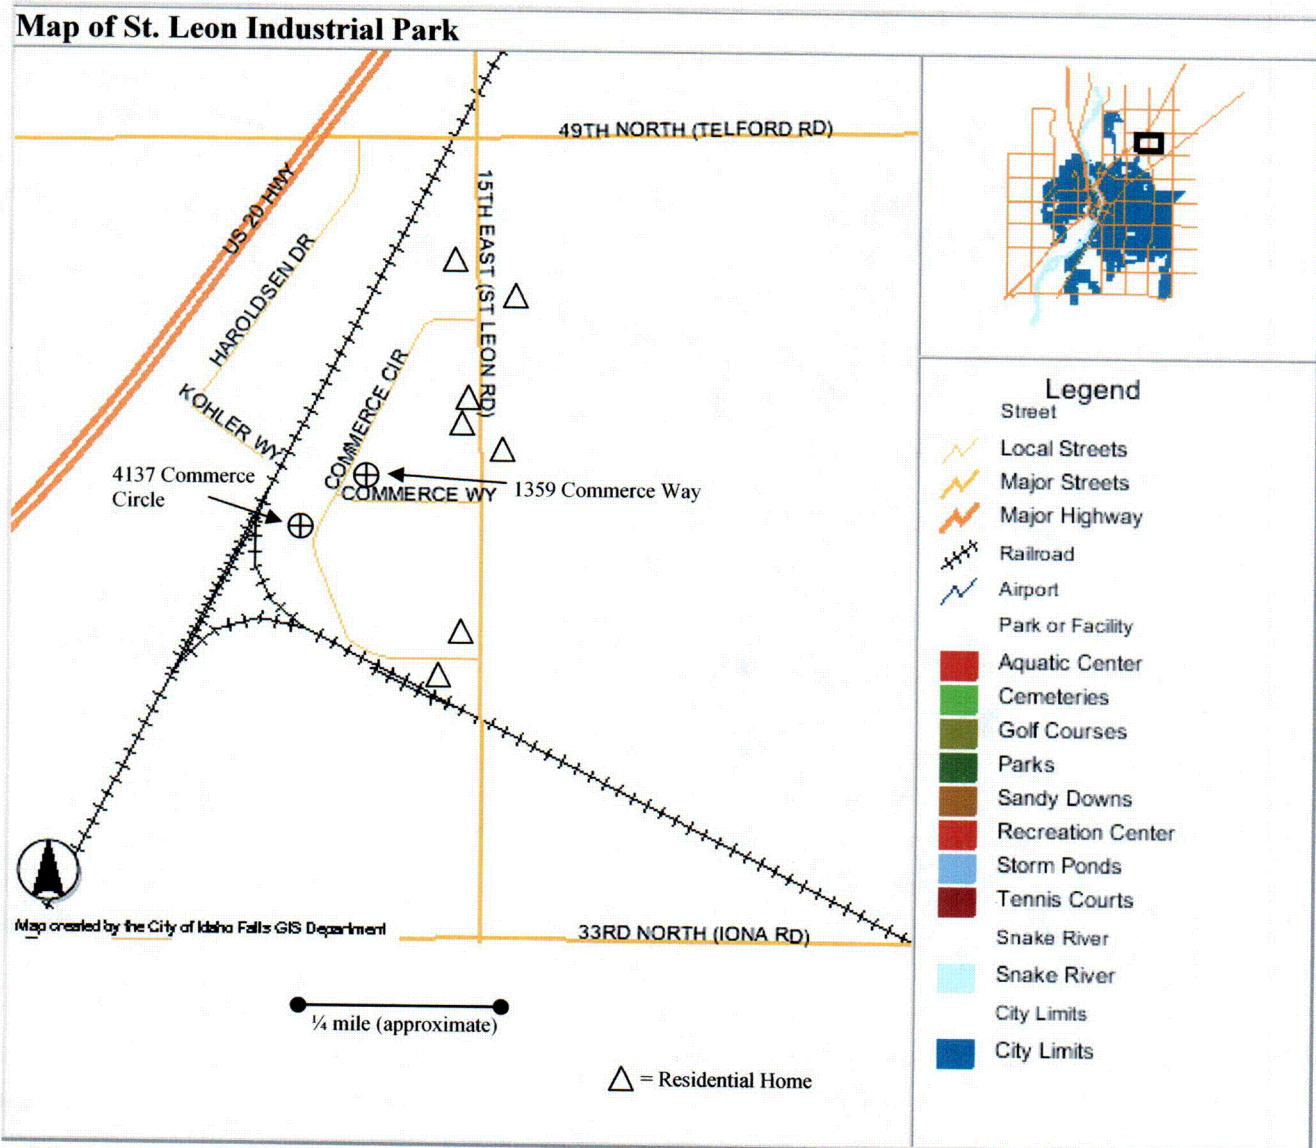 Map of St. Leon Industrial Park
49TH NORTH (TELFORD RD)
US 20 HWY
15TH EAST (ST LEON RD)
HAROLDSEN DR
KOHLER WY
COMMERCE CIR
4137 Commerce
Circle
COMMERCE WY
1359 Commerce Way
Map created by the City of Idaho Falls GIS Department
33RD NORTH (IONA RD)
¼ mile (approximate)
= Residential Home
Legend
Street
Local Streets
Major Streets
Major Highway
Railroad
Airport
Park or Facility
Aquatic Center
Cemeteries
Golf Courses
Parks
Sandy Downs
Recreation Center
Storm Ponds
Tennis Courts
Snake River
Snake River
City Limits
City Limits